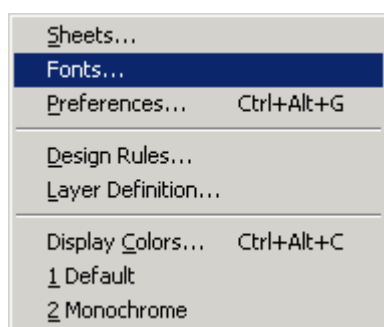 Sheets...
Fonts...
Preferences... Ctrl+Alt+G
Design Rules...
Layer Definition...
Display Colors... Ctrl+Alt+C
1 Default
2 Monochrome